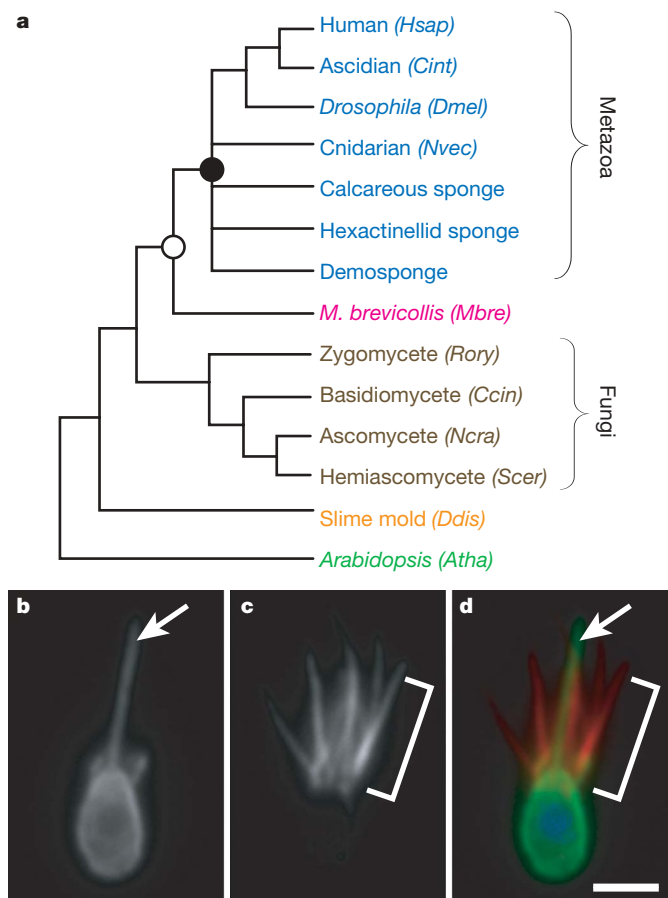 a
Human (Hsap)
Ascidian (Cint)
Drosophila (Dmel)
Cnidarian (Nvec)
Calcareous sponge
Hexactinellid sponge
Demosponge
Metazoa
M. brevicollis (Mbre)
Zygomycete (Rory)
Basidiomycete (Ccin)
Ascomycete (Ncra)
Hemiascomycete (Scer)
Fungi
Slime mold (Ddis)
Arabidopsis (Atha)
b
c
d